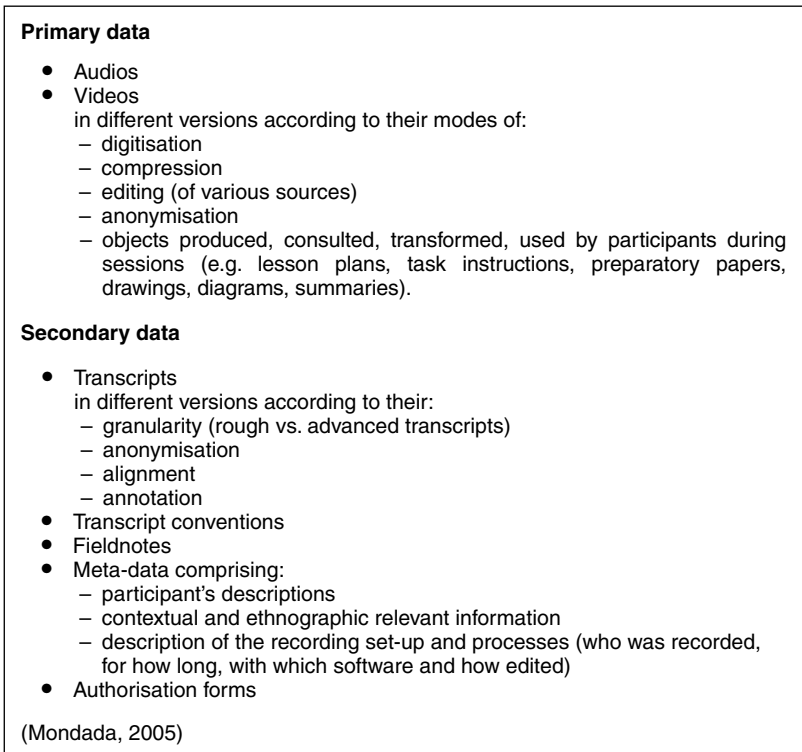 Primary data
• Audios
• Videos
in different versions according to their modes of:
– digitisation
– compression
– editing (of various sources)
– anonymisation
– objects produced, consulted, transformed, used by participants during
sessions (e.g. lesson plans, task instructions, preparatory papers,
drawings, diagrams, summaries).
Secondary data
• Transcripts
in different versions according to their:
– granularity (rough vs. advanced transcripts)
– anonymisation
– alignment
– annotation
• Transcript conventions
• Fieldnotes
• Meta-data comprising:
– participant's descriptions
– contextual and ethnographic relevant information
– description of the recording set-up and processes (who was recorded,
for how long, with which software and how edited)
• Authorisation forms
(Mondada, 2005)